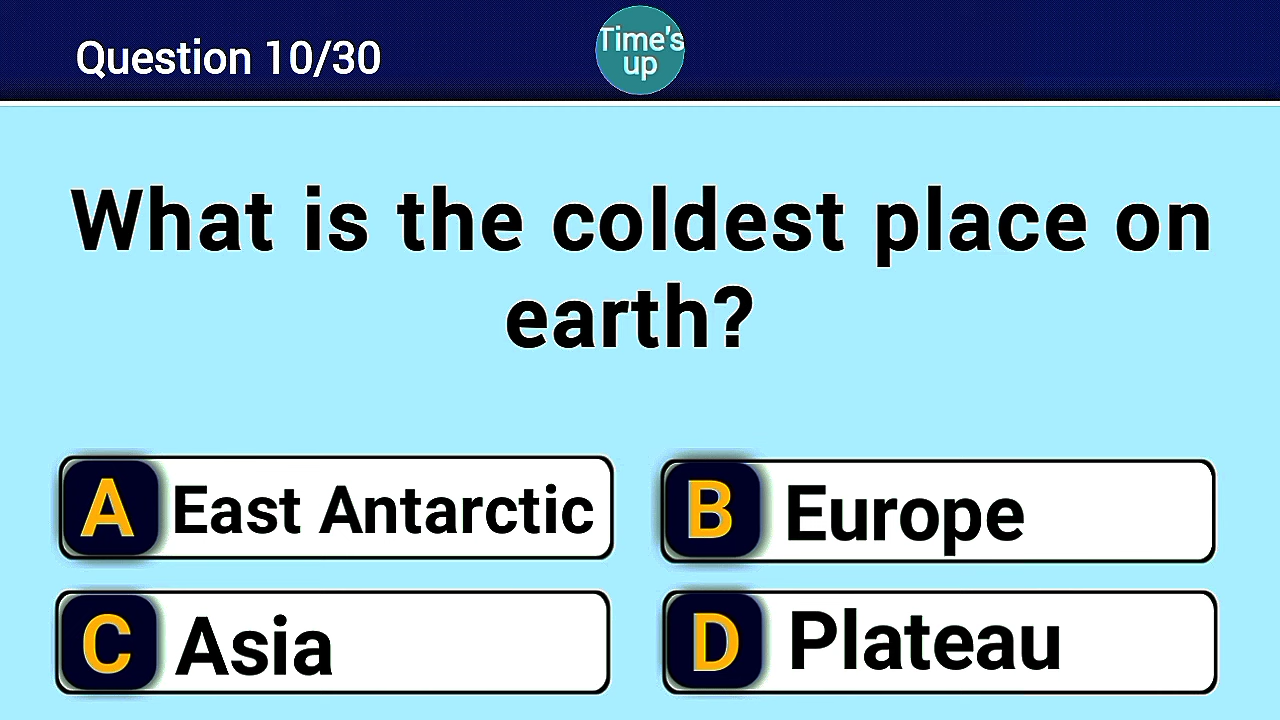 Question 10/30
Time's
up
What is the coldest place on
earth?
A East Antarctic
B Europe
C Asia
D Plateau